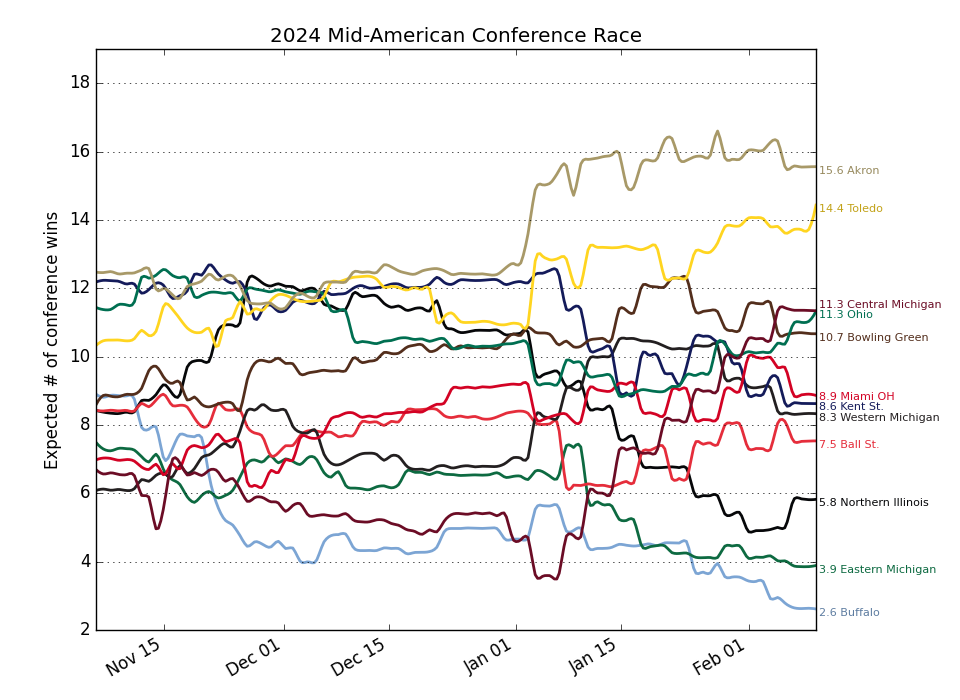 2024 Mid-American Conference Race
Expected # of conference wins
18
16
14
12
10
8
6
4
2
Nov 15
Dec 01
Dec 15
Jan 01
Jan 15
Feb 01
15.6 Akron
14.4 Toledo
11.3 Central Michigan
11.3 Ohio
10.7 Bowling Green
8.9 Miami OH
8.6 Kent St.
8.3 Western Michigan
7.5 Ball St.
5.8 Northern Illinois
3.9 Eastern Michigan
2.6 Buffalo